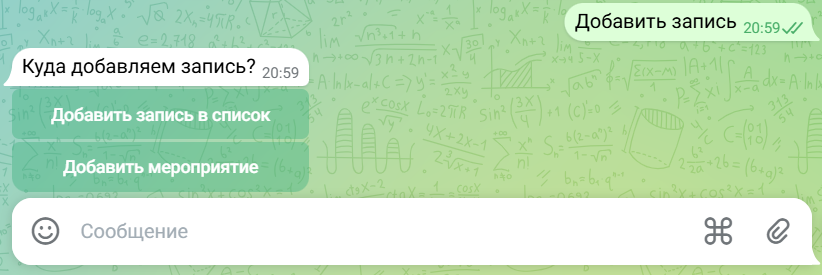 Добавить запись 20:59
Куда добавляем запись? 20:59
Добавить запись в список
Добавить мероприятие
Сообщение